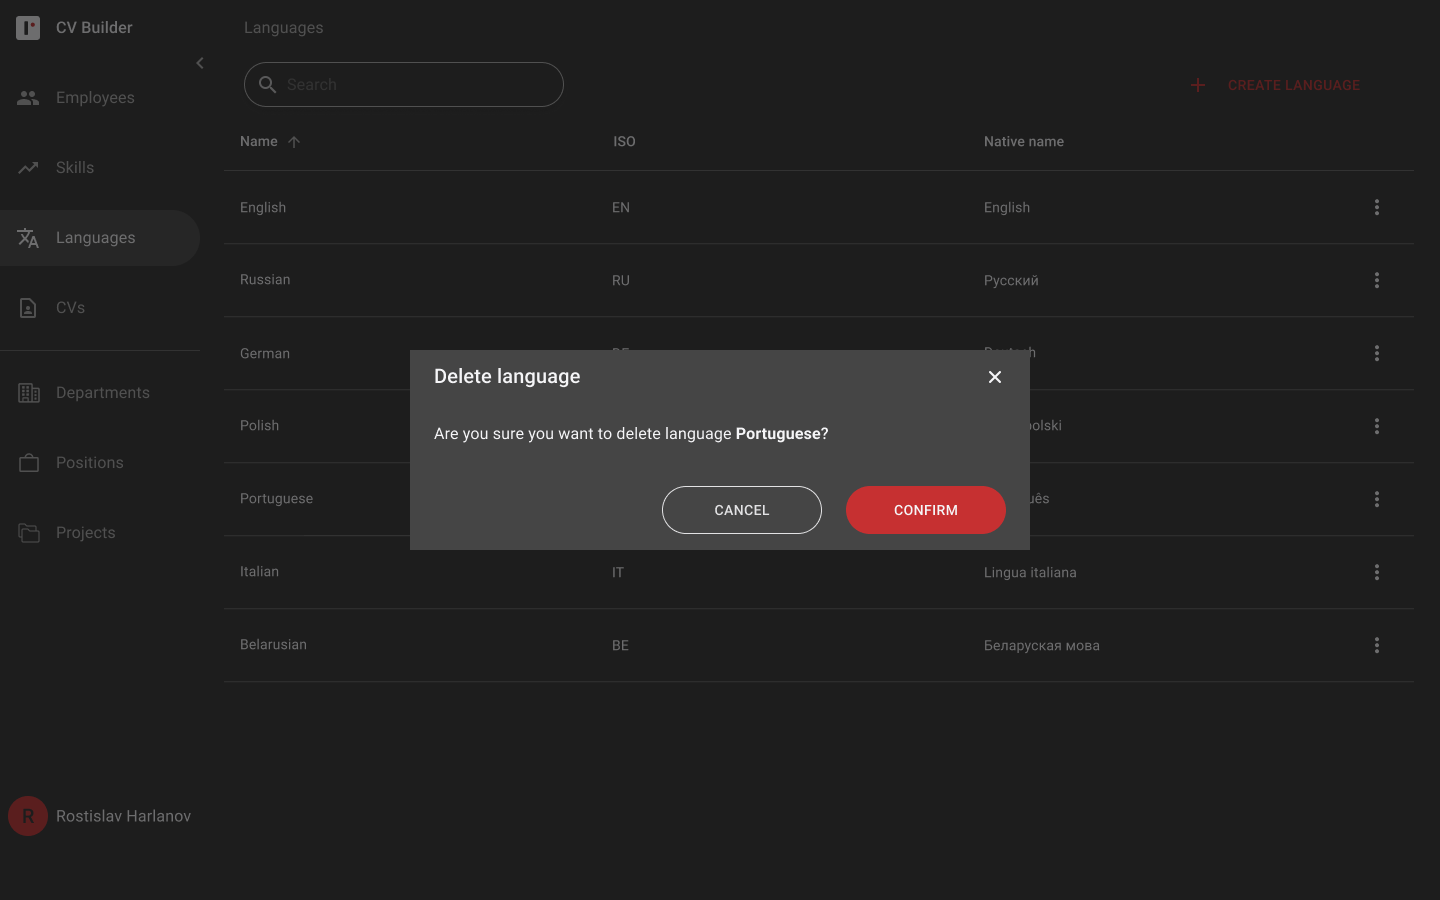 CV Builder
Languages
Employees
Search
CREATE LANGUAGE
Name
ISO
Native name
Skills
English
EN
English
Languages
Russian
RU
Русский
CVs
German
Departments
Polish
Positions
Portuguese
Projects
Italian
IT
Lingua italiana
Belarusian
BE
Беларуская мова
Delete language
Are you sure you want to delete language Portuguese?
CANCEL
CONFIRM
R
Rostislav Harlanov